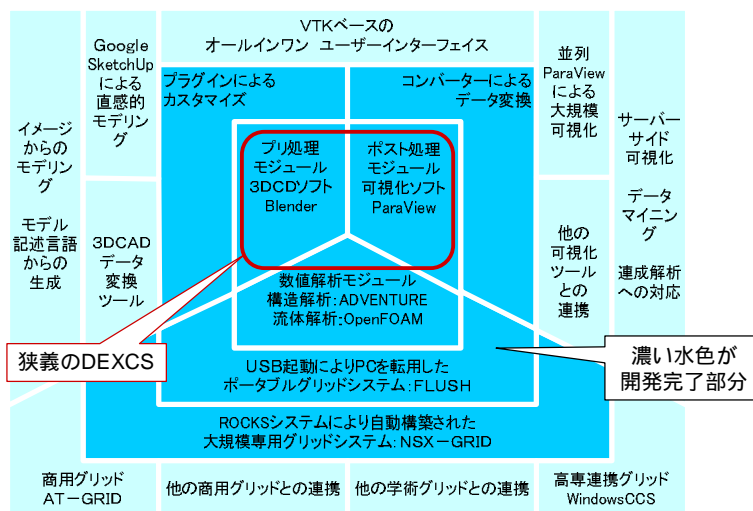 VTKベースの
オールインワン ユーザーインターフェイス
Google
SketchUp
による
直感的
モデリ
ング
並列
ParaView
による
大規模
可視化
プラグインによる
カスタマイズ
コンバーターによる
データ変換
イメージ
からの
モデリン
グ
モデル
記述言語
からの
生成
サーバー
サイド
可視化
データ
マイニン
グ
連成解析
への対応
プリ処理
モジュール
3DCDソフト
Blender
ポスト処理
モジュール
可視化ソフト
ParaView
3DCAD
データ
変換
ツール
他の
可視化
ツール
との
連携
数値解析モジュール
構造解析:ADVENTURE
流体解析:OpenFOAM
狭義のDEXCS
濃い水色が
開発完了部分
USB起動によりPCを転用した
ポータブルグリッドシステム:FLUSH
ROCKSシステムにより自動構築された
大規模専用グリッドシステム:NSX-GRID
商用グリッド
AT-GRID
他の商用グリッドとの連携
他の学術グリッドとの連携
高専連携グリッド
WindowsCCS